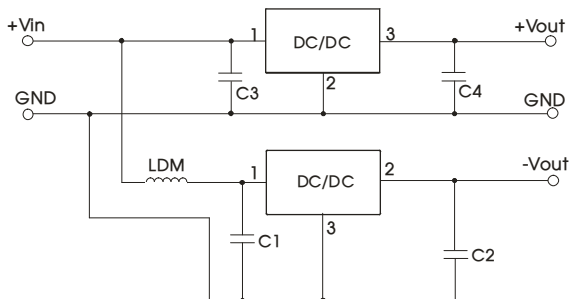 +Vin
1
DC/DC
3
+Vout
C3
2
C4
GND
GND
LDM
1
DC/DC
2
-Vout
3
C1
C2